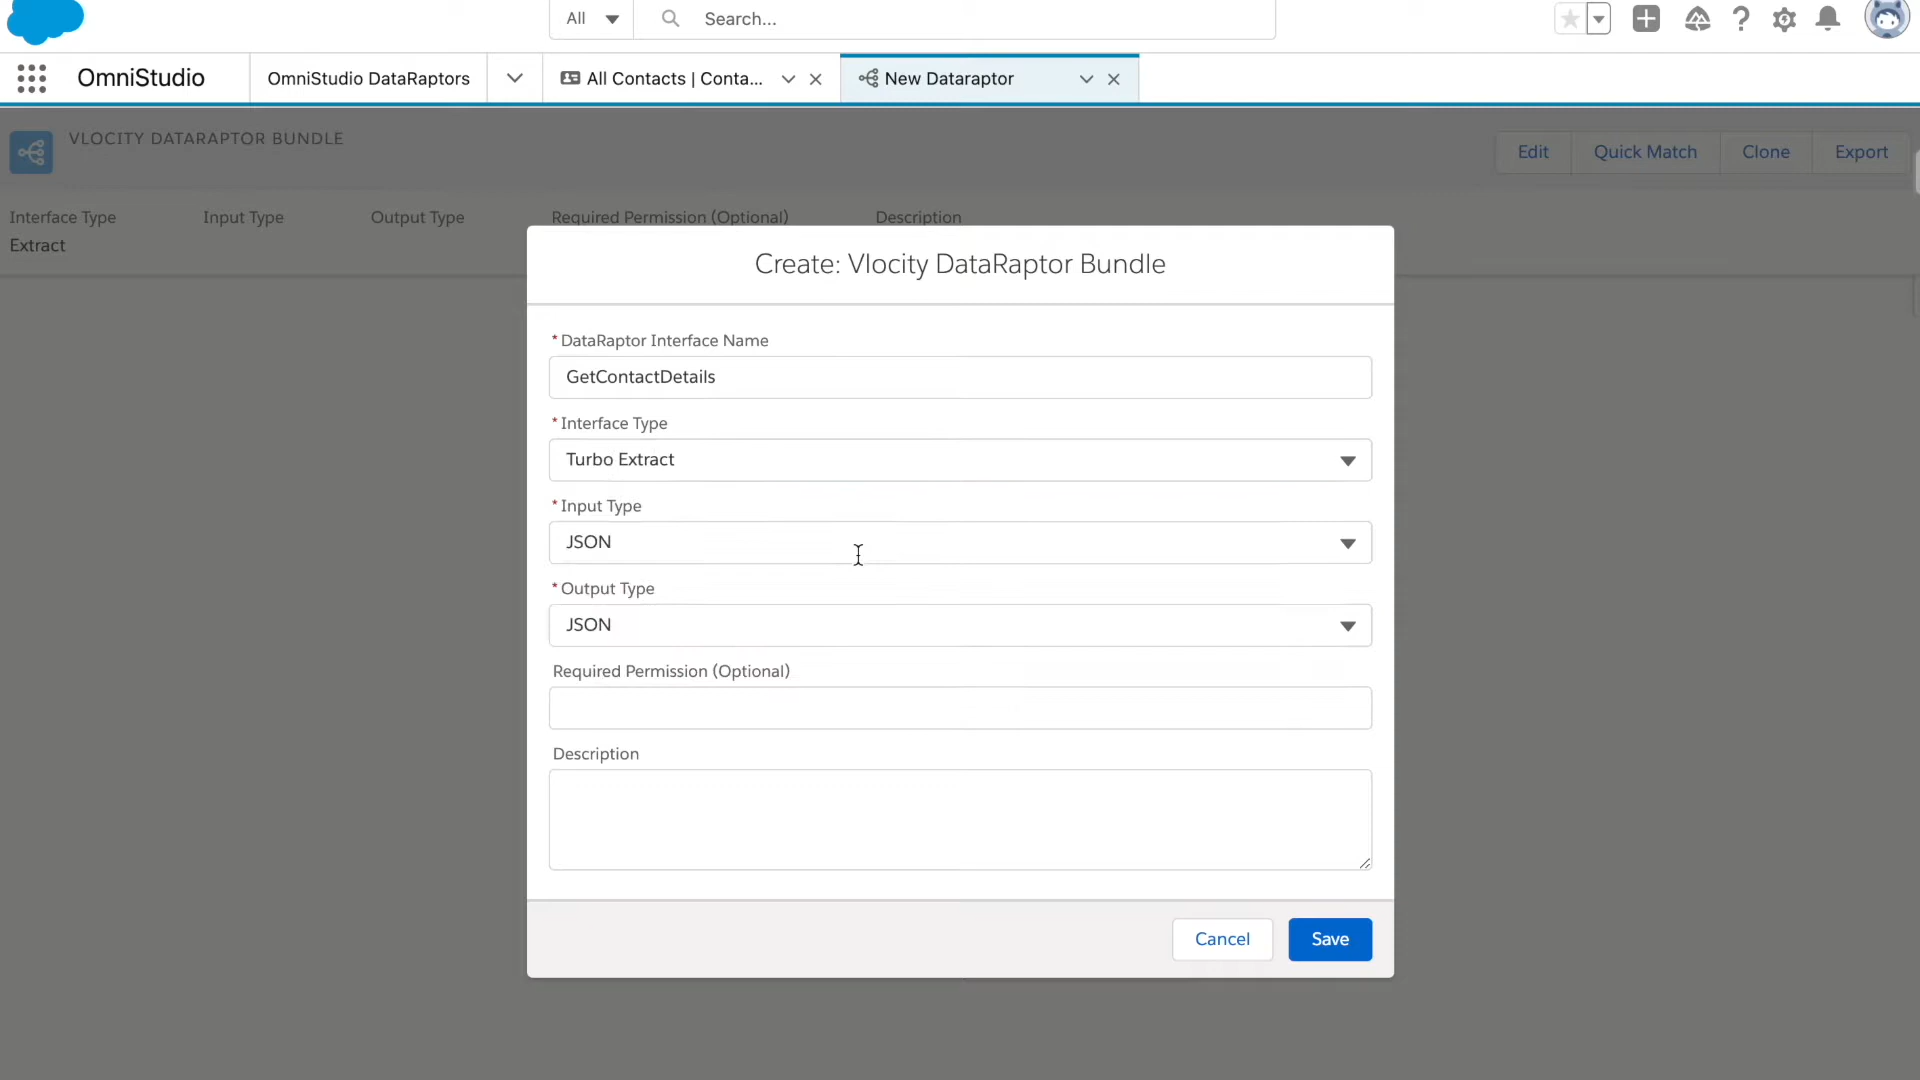 All
Search...
OmniStudio
OmniStudio DataRaptors
All Contacts | Conta...
New Dataraptor
VLOCITY DATARAPTOR BUNDLE
Edit
Quick Match
Clone
Export
Interface Type
Input Type
Output Type
Required Permission (Optional)
Description
Extract
Create: Vlocity DataRaptor Bundle
*DataRaptor Interface Name
GetContactDetails
*Interface Type
Turbo Extract
*Input Type
JSON
*Output Type
JSON
Required Permission (Optional)
Description
Cancel
Save